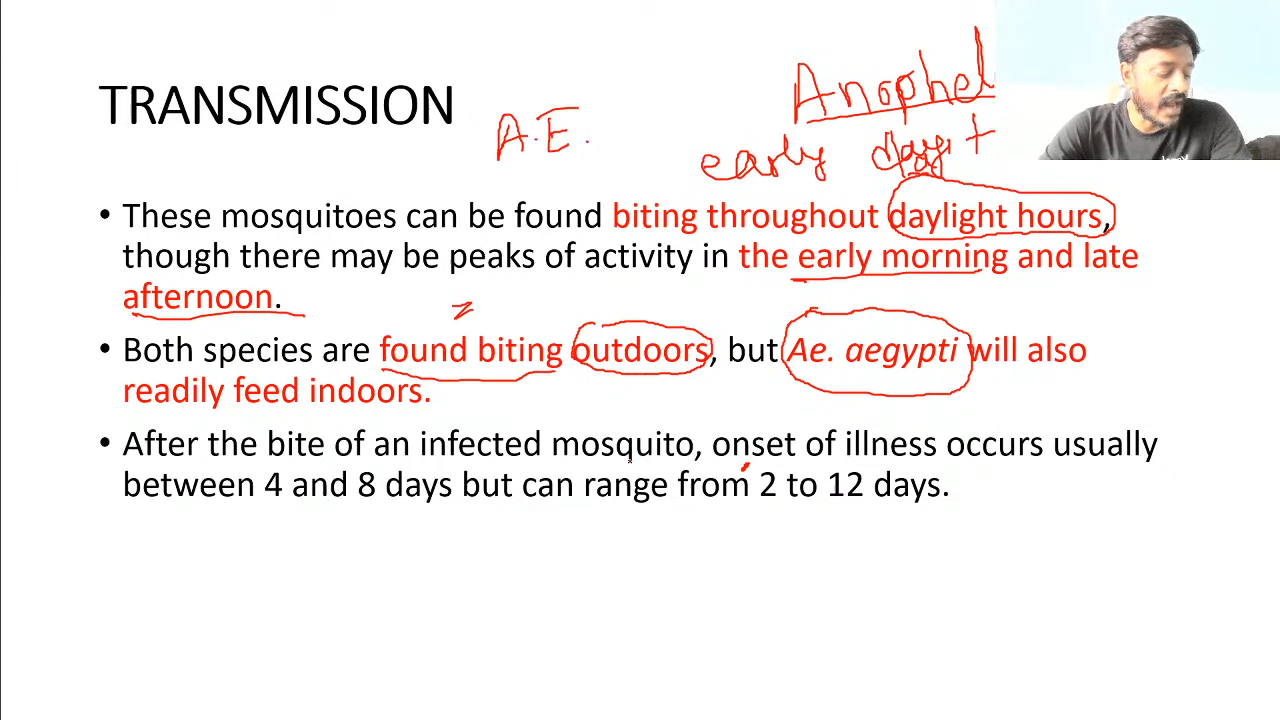 Anophel
TRANSMISSION
A.E.
early day +
• These mosquitoes can be found biting throughout daylight hours,
though there may be peaks of activity in the early morning and late
afternoon.
• Both species are found biting outdoors, but Ae. aegypti will also
readily feed indoors.
• After the bite of an infected mosquito, onset of illness occurs usually
between 4 and 8 days but can range from 2 to 12 days.